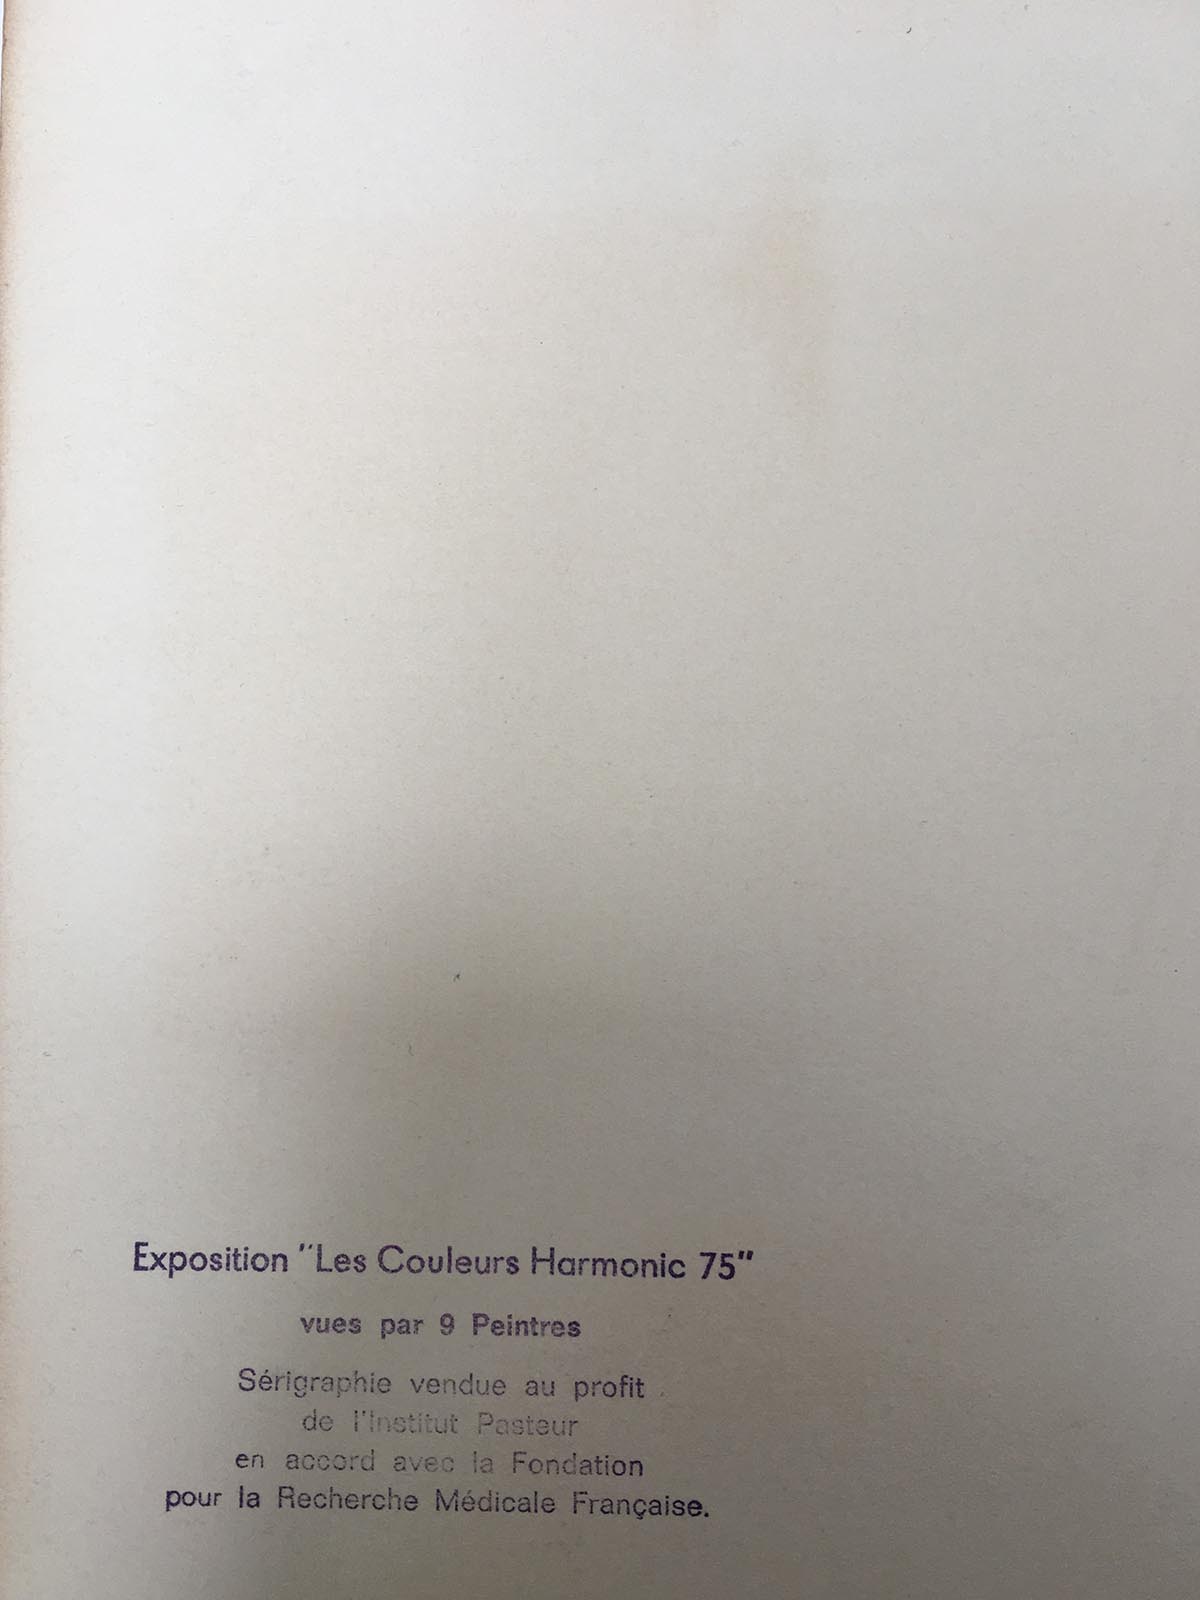 Exposition "Les Couleurs Harmonic 75"
vues par 9 Peintres
Sérigraphie vendue au profit
de l'Institut Pasteur
en accord avec la Fondation
pour la Recherche Médicale Française.